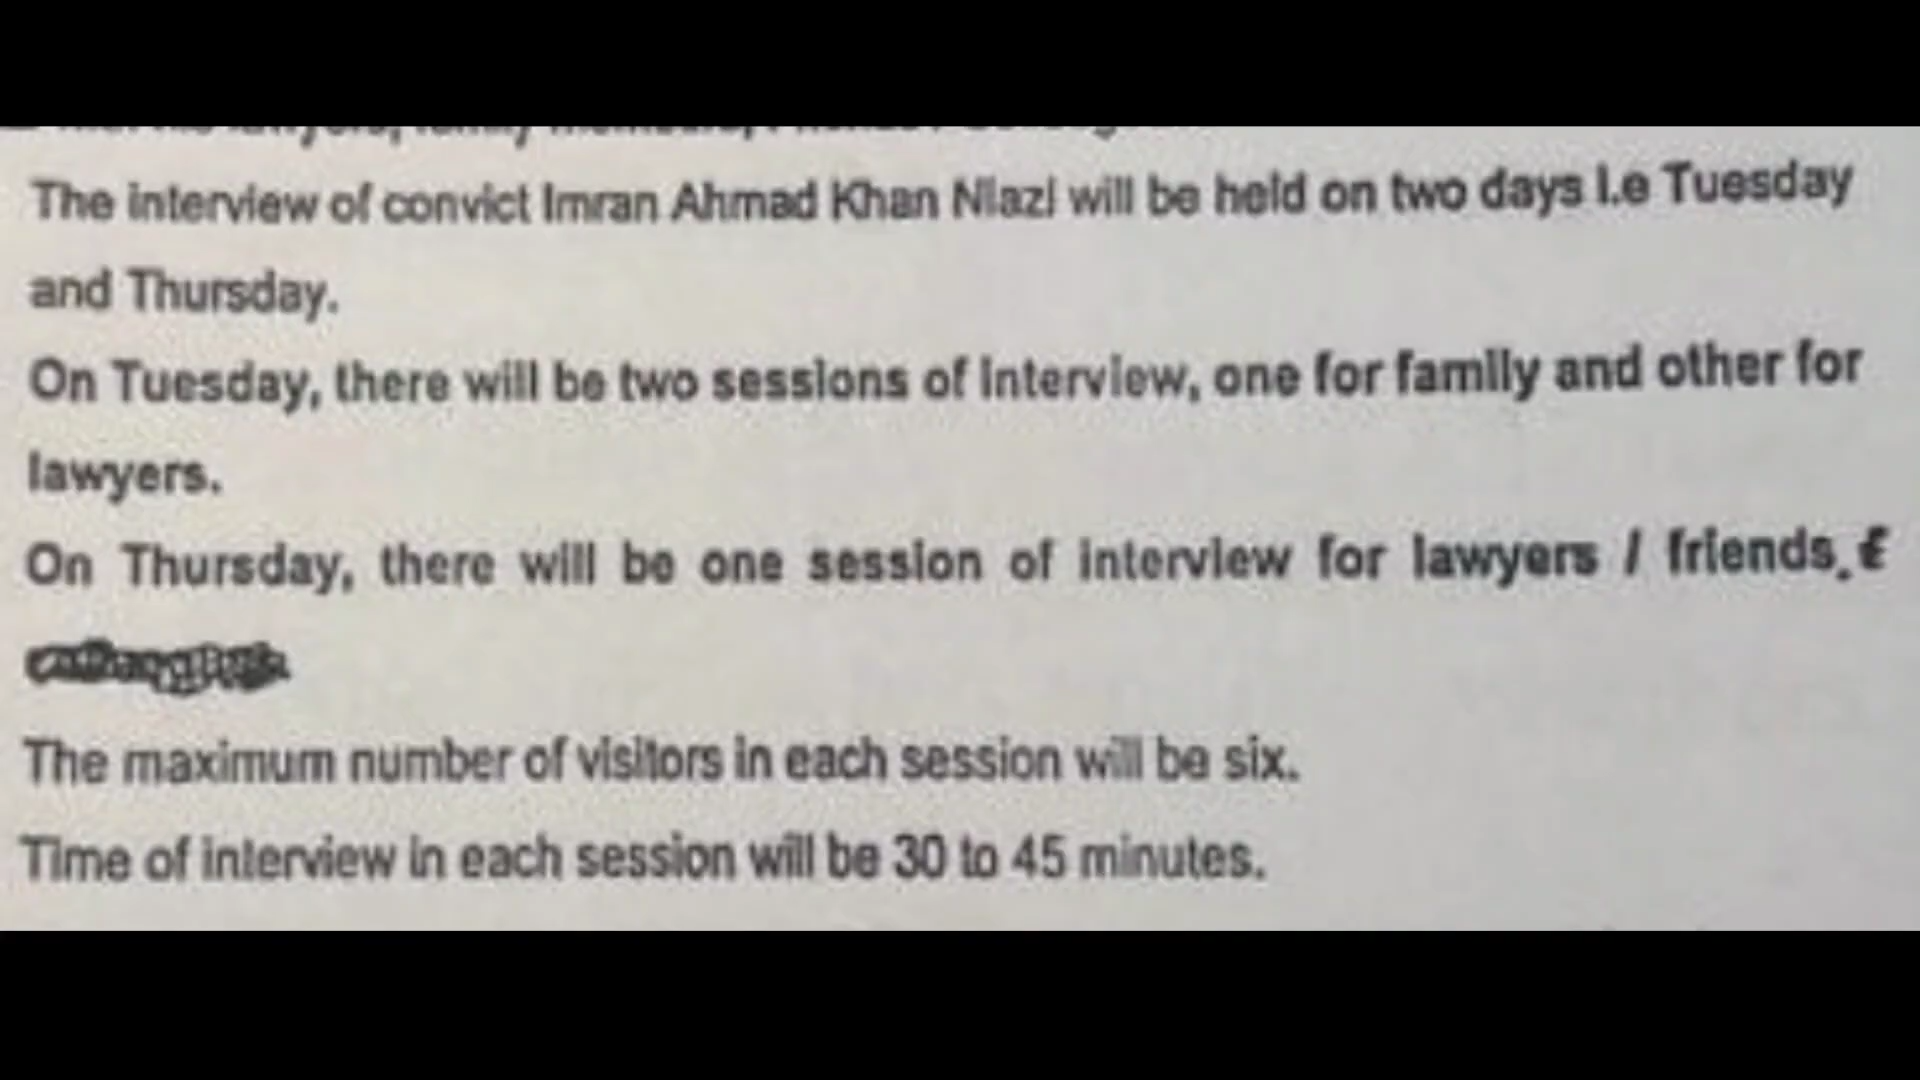 The interview of convict Imran Ahmad Khan Niazi will be held on two days i.e Tuesday
and Thursday.
On Tuesday, there will be two sessions of interview, one for family and other for
lawyers.
On Thursday, there will be one session of interview for lawyers / friends.
The maximum number of visitors in each session will be six.
Time of interview in each session will be 30 to 45 minutes.